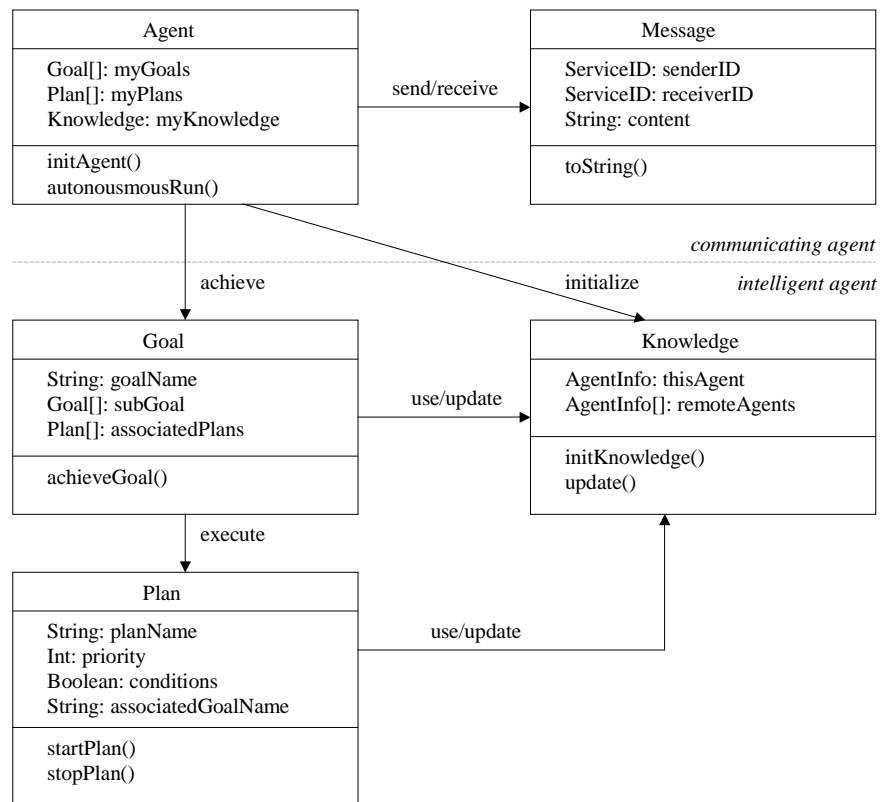 Agent
Goal[]: myGoals
Plan[]: myPlans
Knowledge: myKnowledge
initAgent()
autonousmousRun()
send/receive
Message
ServiceID: senderID
ServiceID: receiverID
String: content
toString()
communicating agent
achieve
initialize
intelligent agent
Goal
String: goalName
Goal[]: subGoal
Plan[]: associatedPlans
achieveGoal()
use/update
Knowledge
AgentInfo: thisAgent
AgentInfo[]: remoteAgents
initKnowledge()
update()
execute
Plan
String: planName
Int: priority
Boolean: conditions
String: associatedGoalName
startPlan()
stopPlan()
use/update